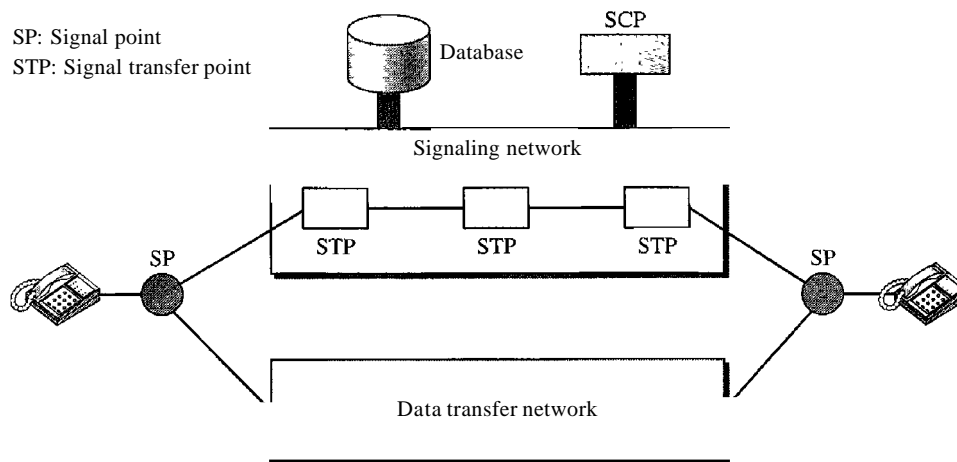 SP: Signal point
STP: Signal transfer point
Database
SCP
Signaling network
STP
STP
STP
SP
SP
Data transfer network